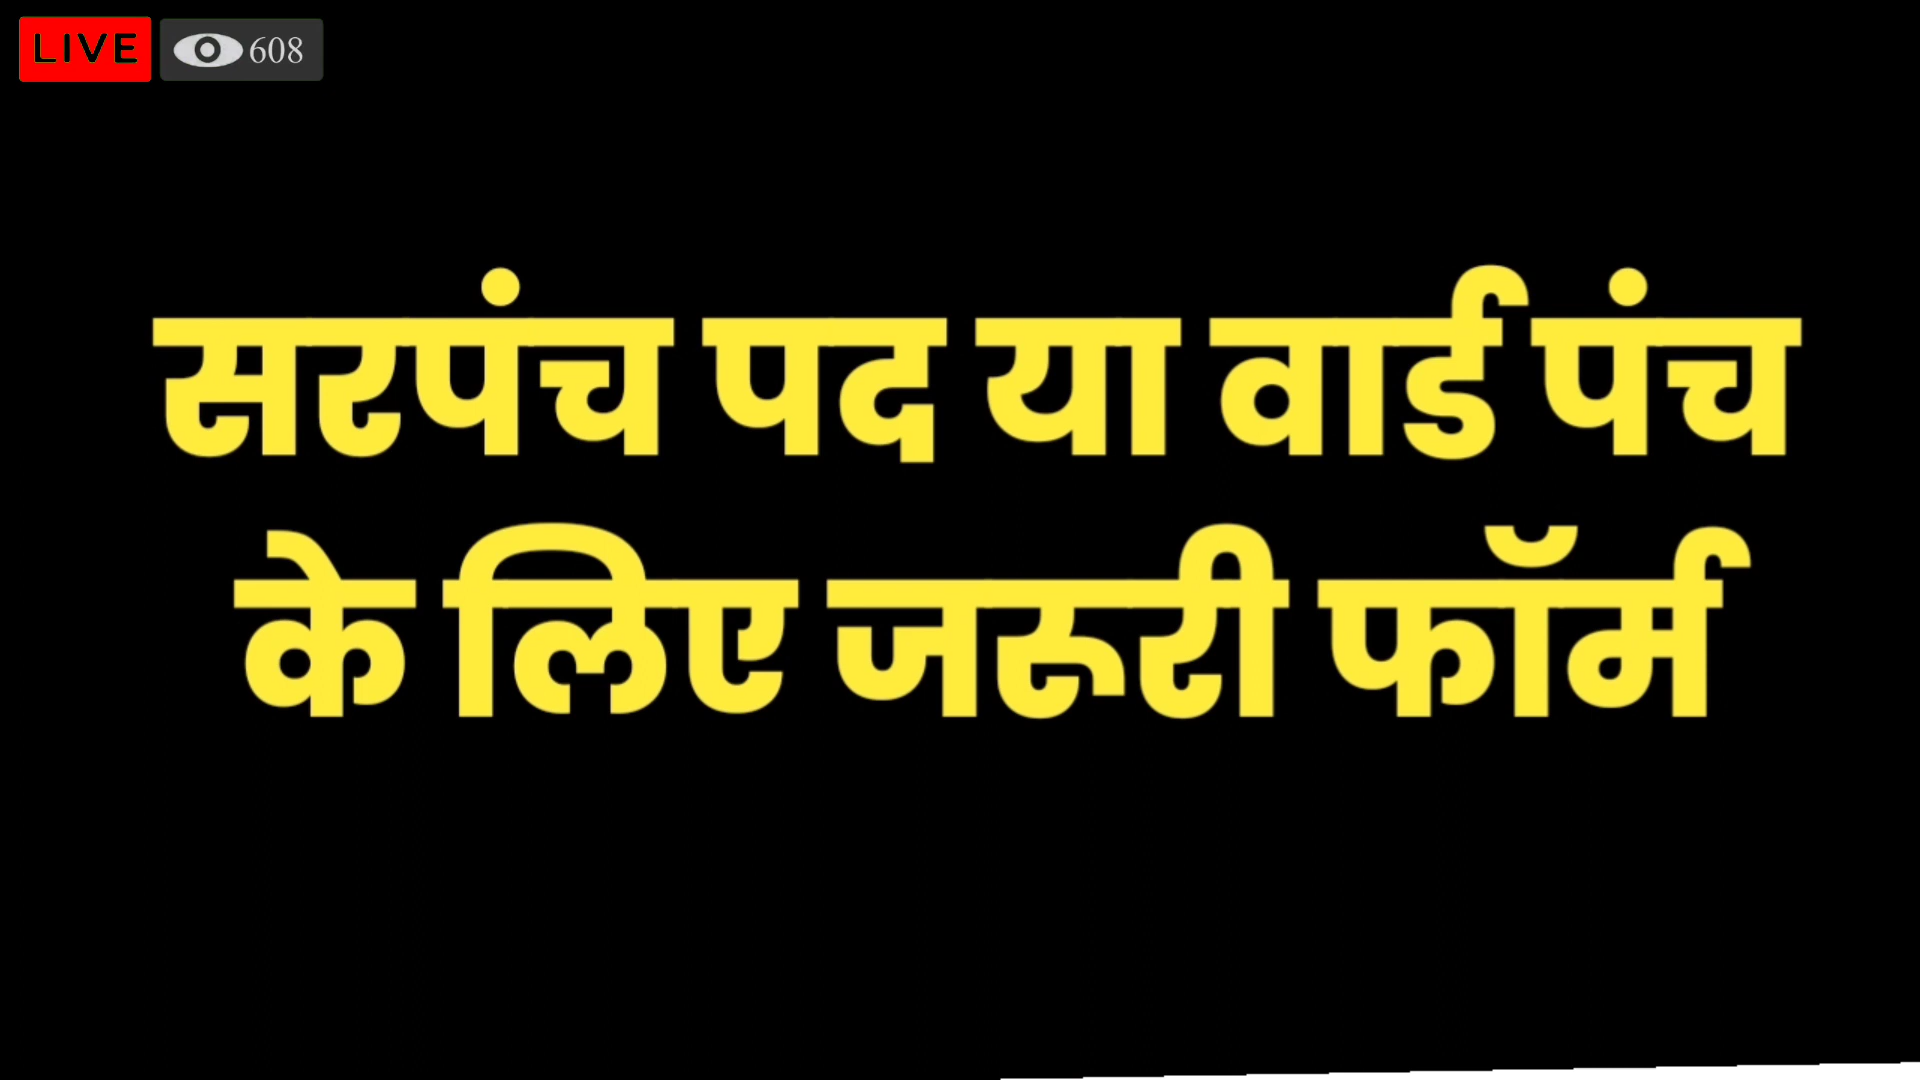 LIVE 608
सरपंच पद या वार्ड पंच
के लिए जरूरी फॉर्म